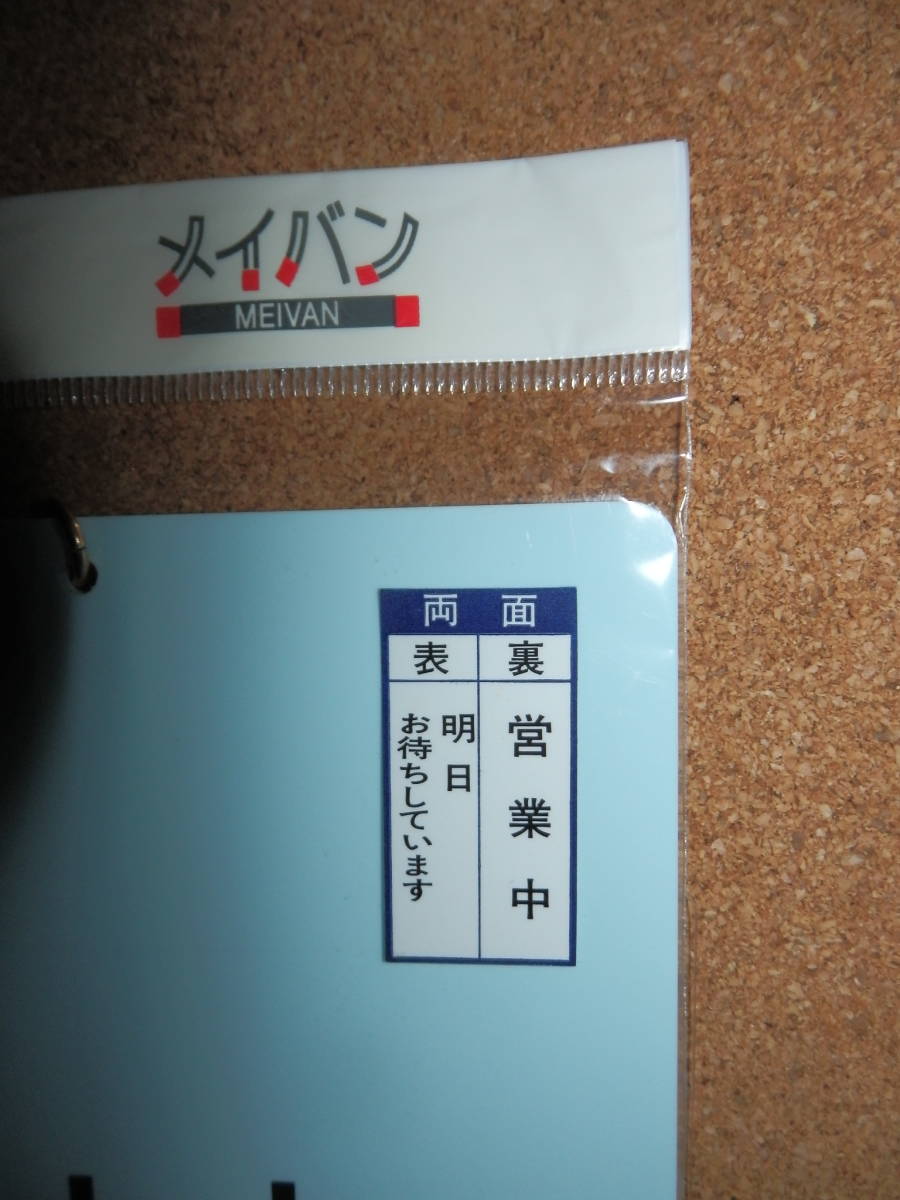 メイバン
MEIVAN
両面
表
裏
明日
お待ちしています
営業中